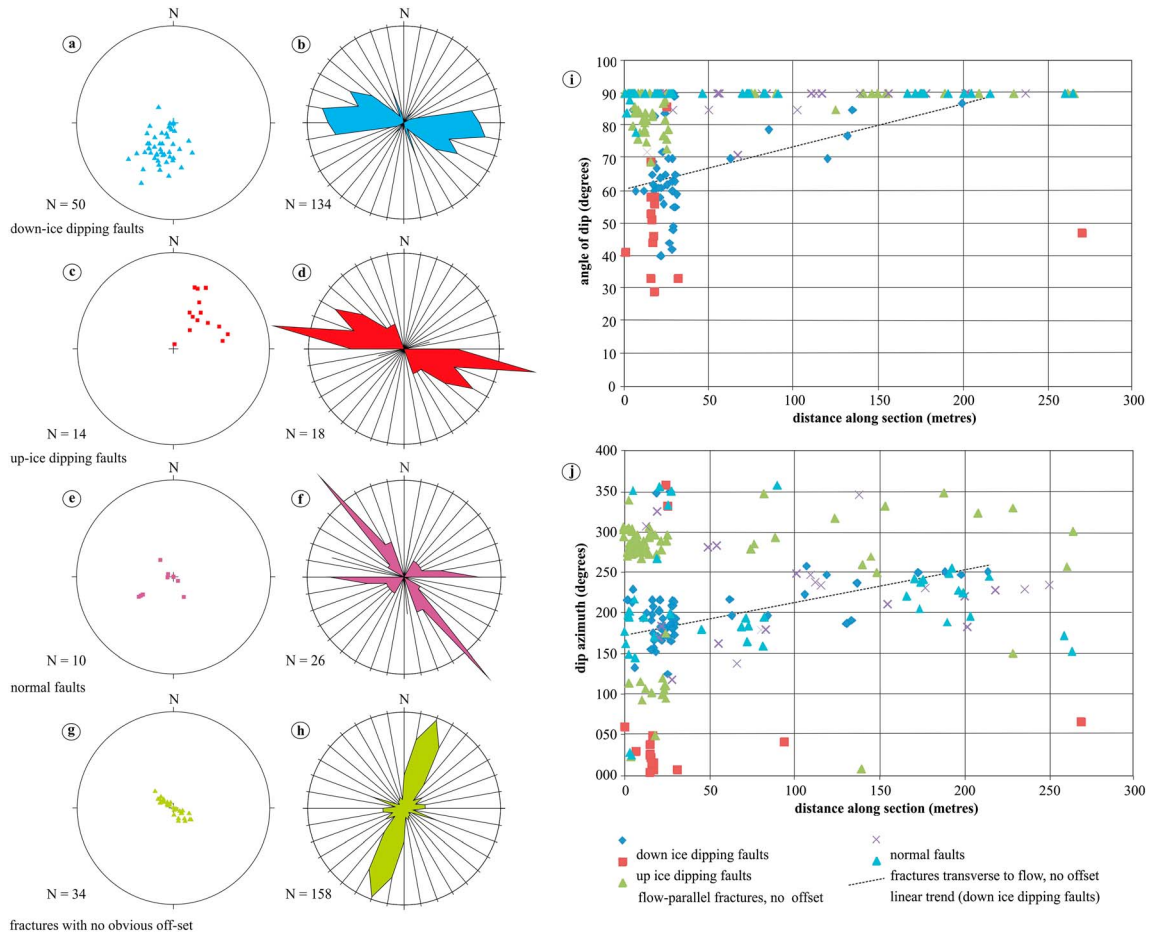 N
a
N = 50
down-ice dipping faults
N
b
N = 134
N
c
N = 14
up-ice dipping faults
N
d
N = 18
N
e
N = 10
normal faults
N
f
N = 26
N
g
N = 34
fractures with no obvious off-set
N
h
N = 158
i
angle of dip (degrees)
100
90
80
70
60
50
40
30
20
10
0
0 50 100 150 200 250 300
distance along section (metres)
j
dip azimuth (degrees)
400
350
300
250
200
150
100
050
000
0 50 100 150 200 250 300
distance along section (metres)
down ice dipping faults
up ice dipping faults
flow-parallel fractures, no offset
normal faults
fractures transverse to flow, no offset
linear trend (down ice dipping faults)